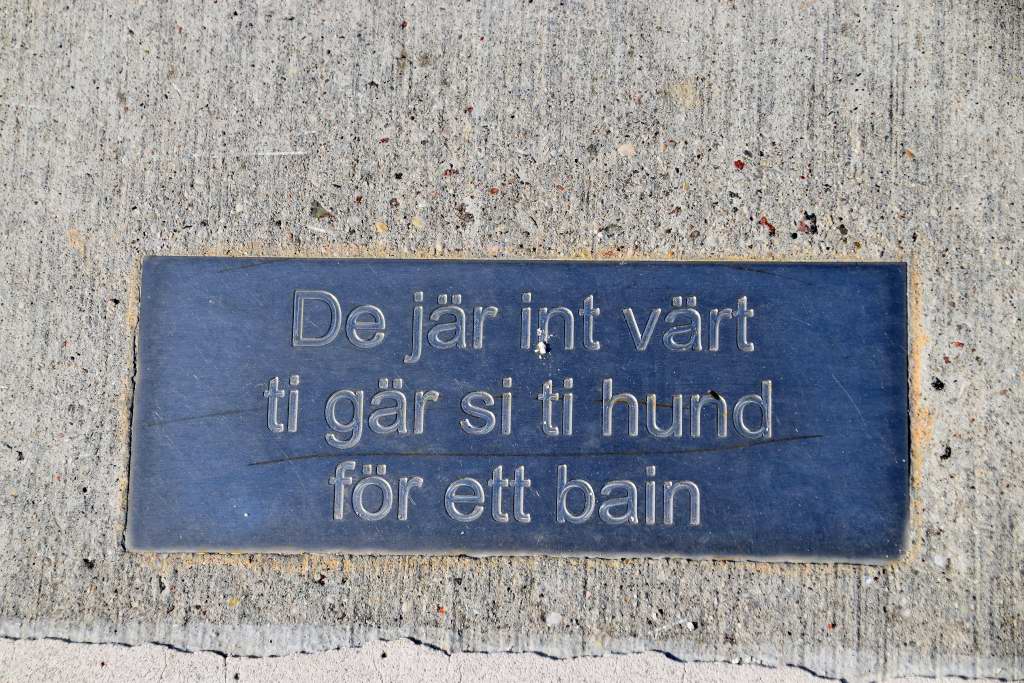 De jär int värt
ti gär si ti hund
för ett bain